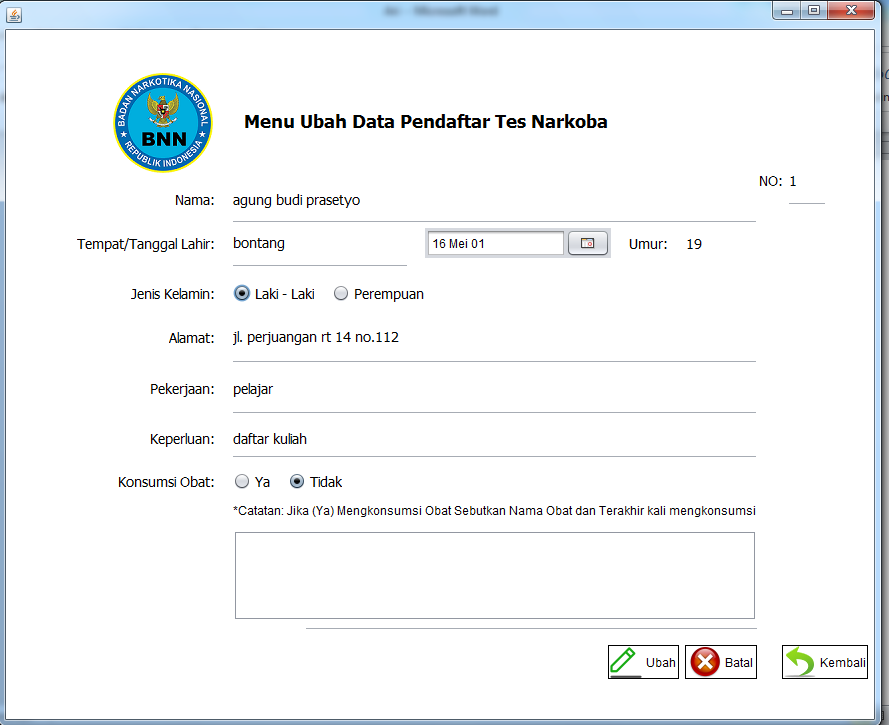 BADAN NARKOTIKA NASIONAL
BNN
REPUBLIK INDONESIA
Menu Ubah Data Pendaftar Tes Narkoba
NO: 1
Nama: agung budi prasetyo
Tempat/Tanggal Lahir: bontang 16 Mei 01 Umur: 19
Jenis Kelamin: Laki - Laki Perempuan
Alamat: jl. perjuangan rt 14 no.112
Pekerjaan: pelajar
Keperluan: daftar kuliah
Konsumsi Obat: Ya Tidak
*Catatan: Jika (Ya) Mengkonsumsi Obat Sebutkan Nama Obat dan Terakhir kali mengkonsumsi
Ubah Batal Kembali